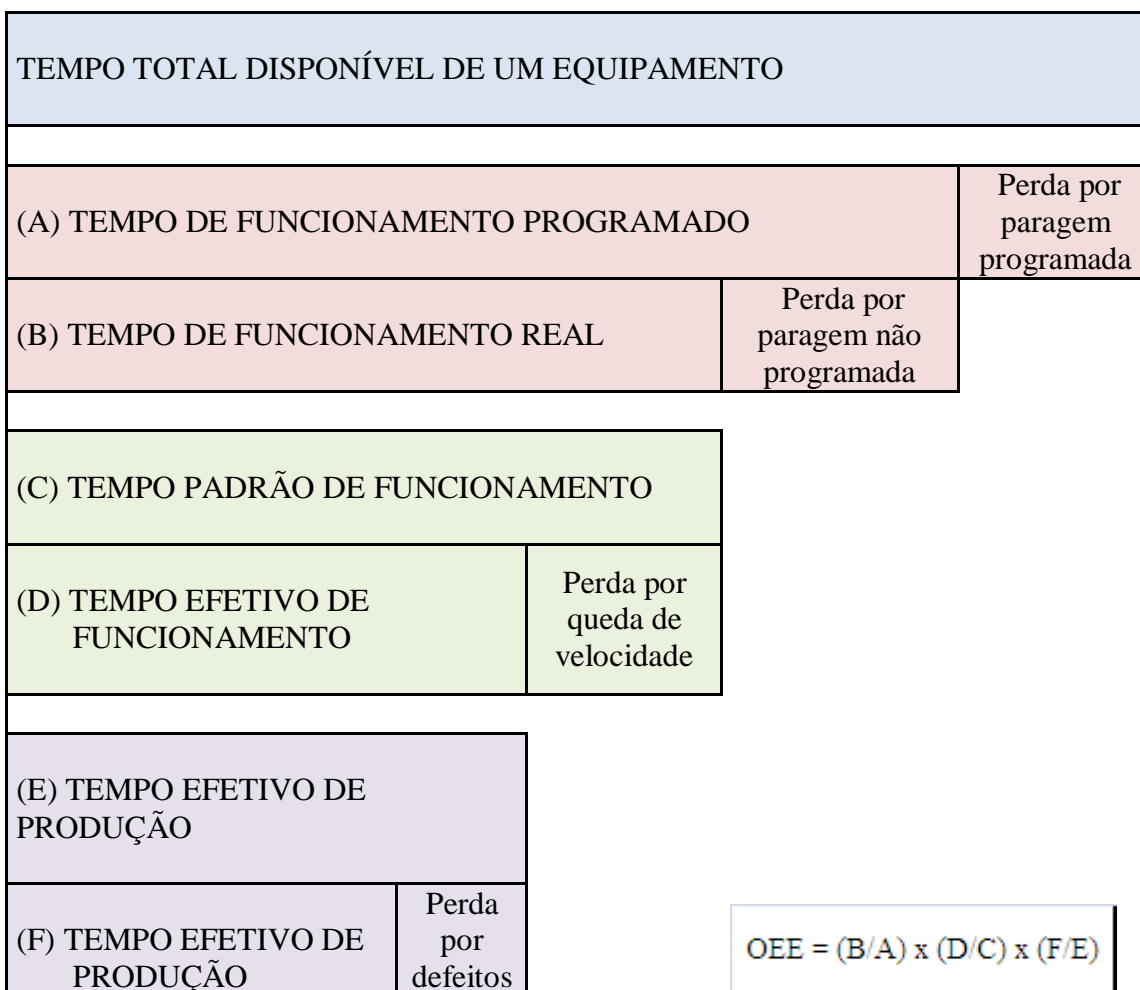 TEMPO TOTAL DISPONÍVEL DE UM EQUIPAMENTO
(A) TEMPO DE FUNCIONAMENTO PROGRAMADO
Perda por
paragem
programada
(B) TEMPO DE FUNCIONAMENTO REAL
Perda por
paragem não
programada
(C) TEMPO PADRÃO DE FUNCIONAMENTO
(D) TEMPO EFETIVO DE
FUNCIONAMENTO
Perda por
queda de
velocidade
(E) TEMPO EFETIVO DE
PRODUÇÃO
(F) TEMPO EFETIVO DE
PRODUÇÃO
Perda
por
defeitos
OEE = (B/A) x (D/C) x (F/E)